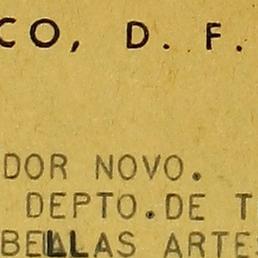 CO, D. F.
DOR NOVO.
DEPTO.DE T
BELLAS ARTE